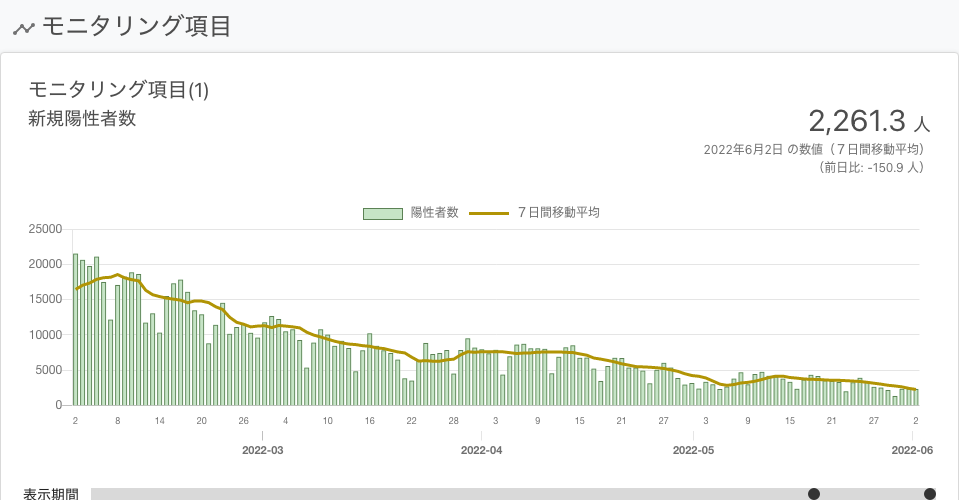 モニタリング項目
モニタリング項目(1)
新規陽性者数
2,261.3 人
2022年6月2日 の数値（７日間移動平均）
（前日比: -150.9 人）
陽性者数 ７日間移動平均
25000
20000
15000
10000
5000
0
2 8 14 20 26 4 10 16 22 28 3 9 15 21 27 3 9 15 21 27 2
2022-03 2022-04 2022-05 2022-06
表示期間